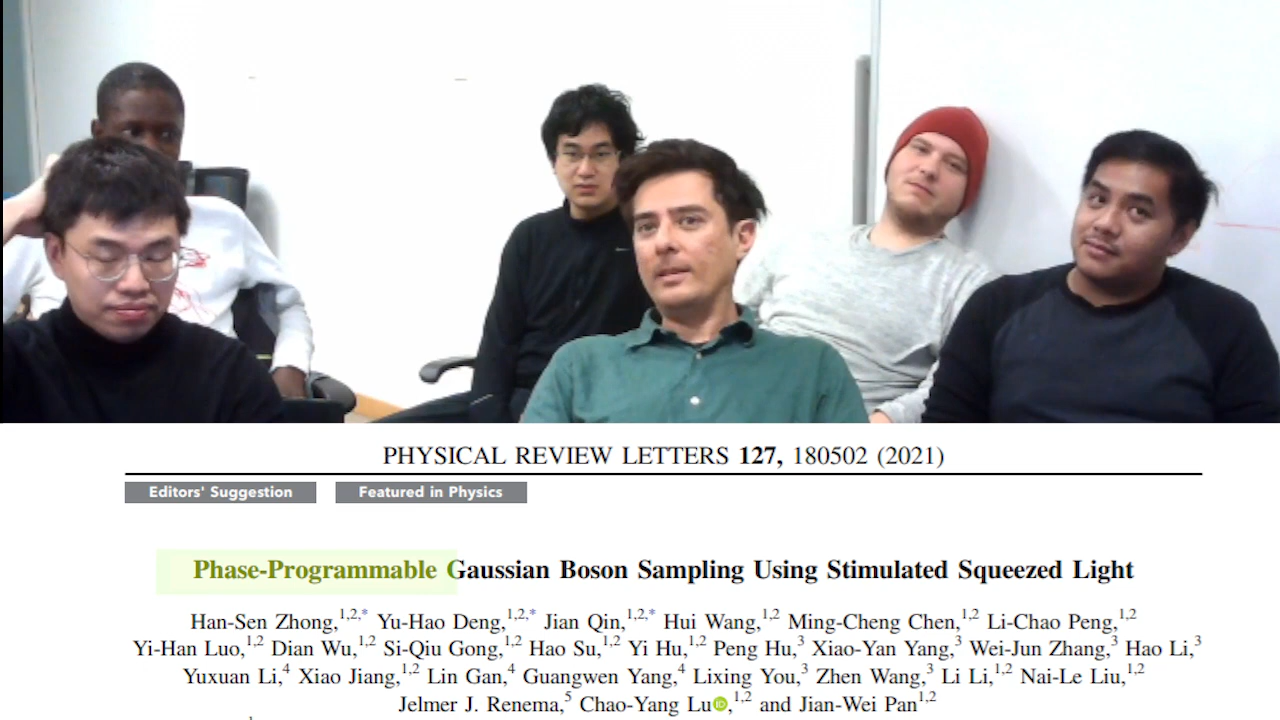 PHYSICAL REVIEW LETTERS 127, 180502 (2021)
Editors' Suggestion Featured in Physics
Phase-Programmable Gaussian Boson Sampling Using Stimulated Squeezed Light
Han-Sen Zhong,1,2,* Yu-Hao Deng,1,2,* Jian Qin,1,2,* Hui Wang,1,2 Ming-Cheng Chen,1,2 Li-Chao Peng,1,2
Yi-Han Luo,1,2 Dian Wu,1,2 Si-Qiu Gong,1,2 Hao Su,1,2 Yi Hu,1,2 Peng Hu,3 Xiao-Yan Yang,3 Wei-Jun Zhang,3 Hao Li,3
Yuxuan Li,4 Xiao Jiang,1,2 Lin Gan,4 Guangwen Yang,4 Lixing You,3 Zhen Wang,3 Li Li,1,2 Nai-Le Liu,1,2
Jelmer J. Renema,5 Chao-Yang Lu iD,1,2 and Jian-Wei Pan1,2